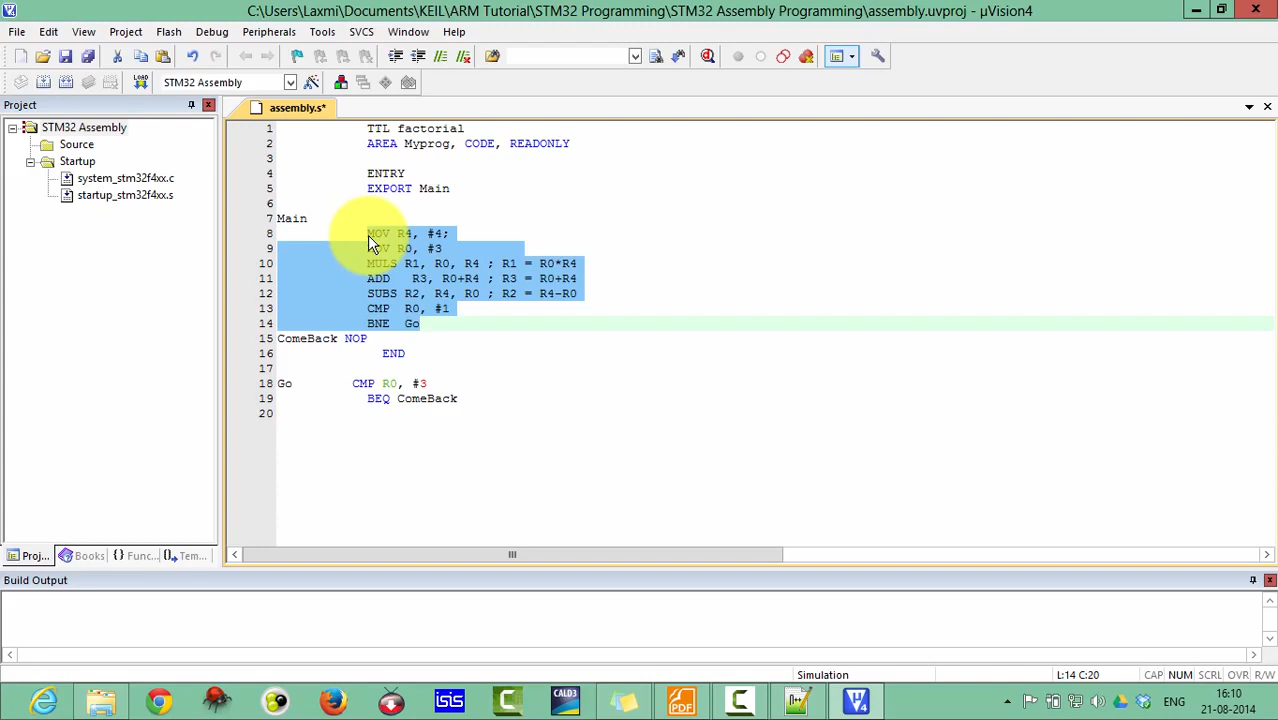 C:\Users\Laxmi\Documents\KEIL\ARM Tutorial\STM32 Programming\STM32 Assembly Programming\assembly.uvproj - µVision4
File Edit View Project Flash Debug Peripherals Tools SVCS Window Help
LOAD STM32 Assembly
Project
assembly.s*
STM32 Assembly
Source
Startup
system_stm32f4xx.c
startup_stm32f4xx.s
1 TTL factorial
2 AREA Myprog, CODE, READONLY
3
4 ENTRY
5 EXPORT Main
6
7 Main
8 MOV R4, #4;
9 MOV R0, #3
10 MULS R1, R0, R4 ; R1 = R0*R4
11 ADD R3, R0+R4 ; R3 = R0+R4
12 SUBS R2, R4, R0 ; R2 = R4-R0
13 CMP R0, #1
14 BNE Go
15 ComeBack NOP
16 END
17
18 Go CMP R0, #3
19 BEQ ComeBack
20
Proj... Books {} Func... Tem...
Build Output
Simulation L:14 C:20 CAP NUM SCRL OVR R/W
isis CALD3 PDF
ENG 16:10
21-08-2014